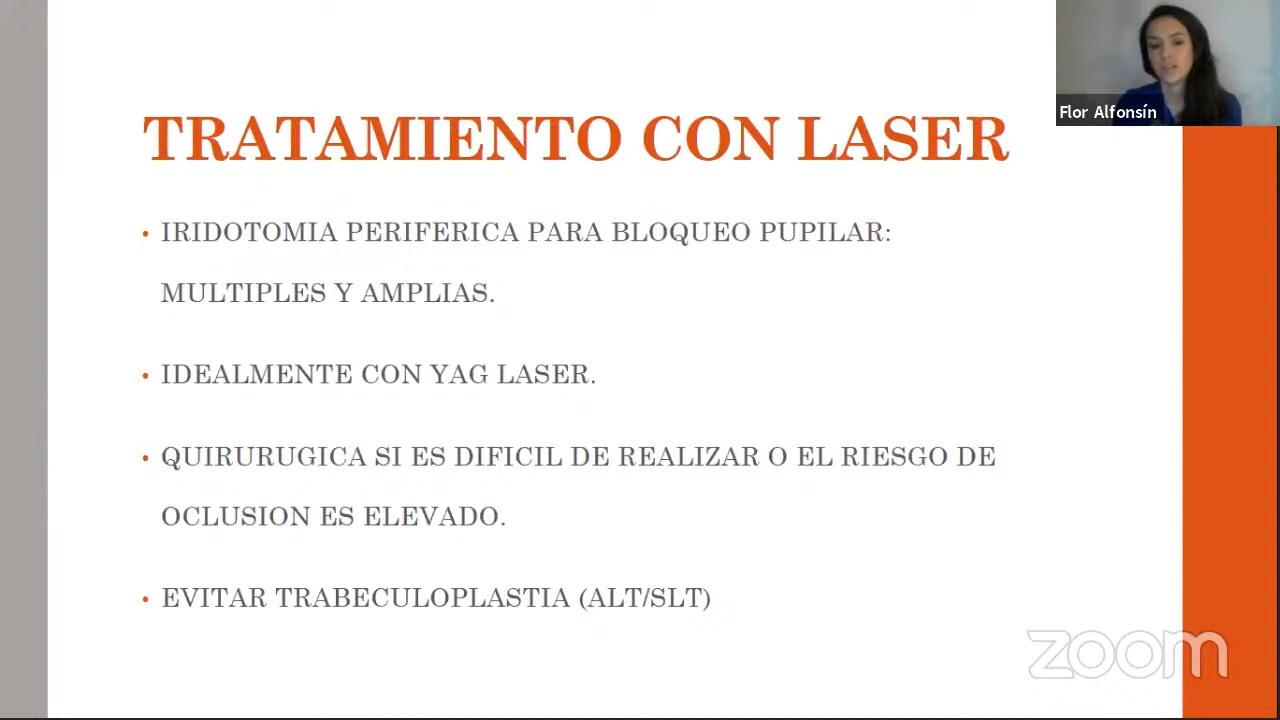 Flor Alfonsín
TRATAMIENTO CON LASER
• IRIDOTOMIA PERIFERICA PARA BLOQUEO PUPILAR:
MULTIPLES Y AMPLIAS.
• IDEALMENTE CON YAG LASER.
• QUIRURUGICA SI ES DIFICIL DE REALIZAR O EL RIESGO DE
OCLUSION ES ELEVADO.
• EVITAR TRABECULOPLASTIA (ALT/SLT)
zoom